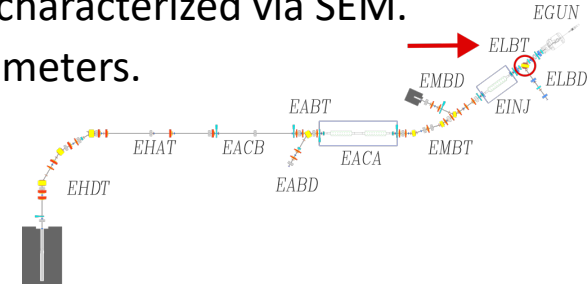 characterized via SEM.
meters.
EGUN
ELBT
EMBD
ELBD
EINJ
EABT
EHAT
EACB
EACA
EMBT
EHDT
EABD